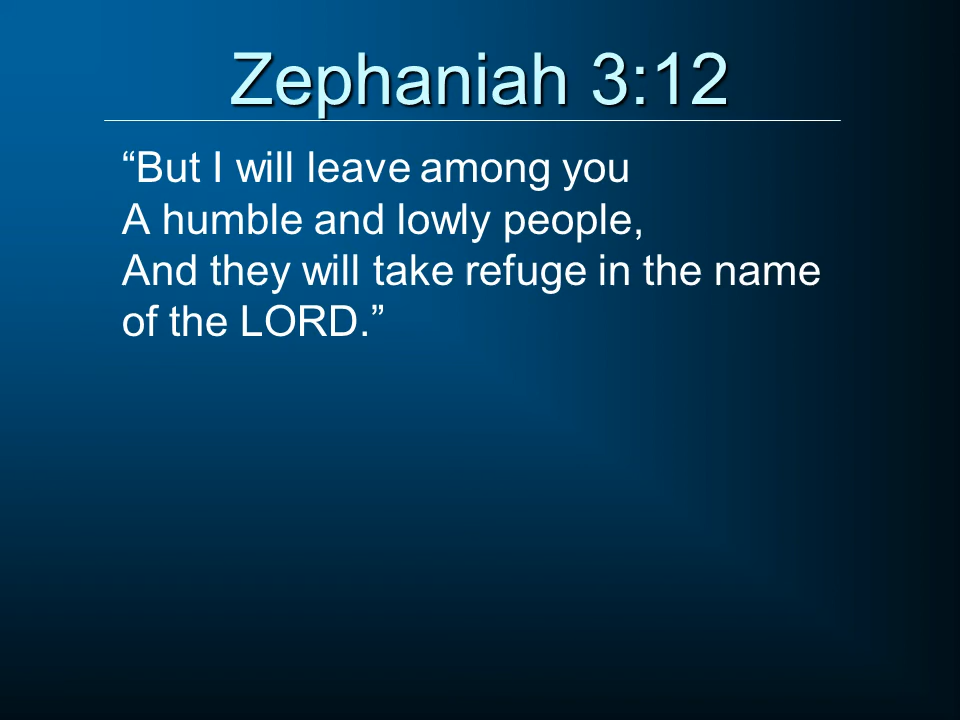 Zephaniah 3:12
“But I will leave among you
A humble and lowly people,
And they will take refuge in the name
of the LORD.”